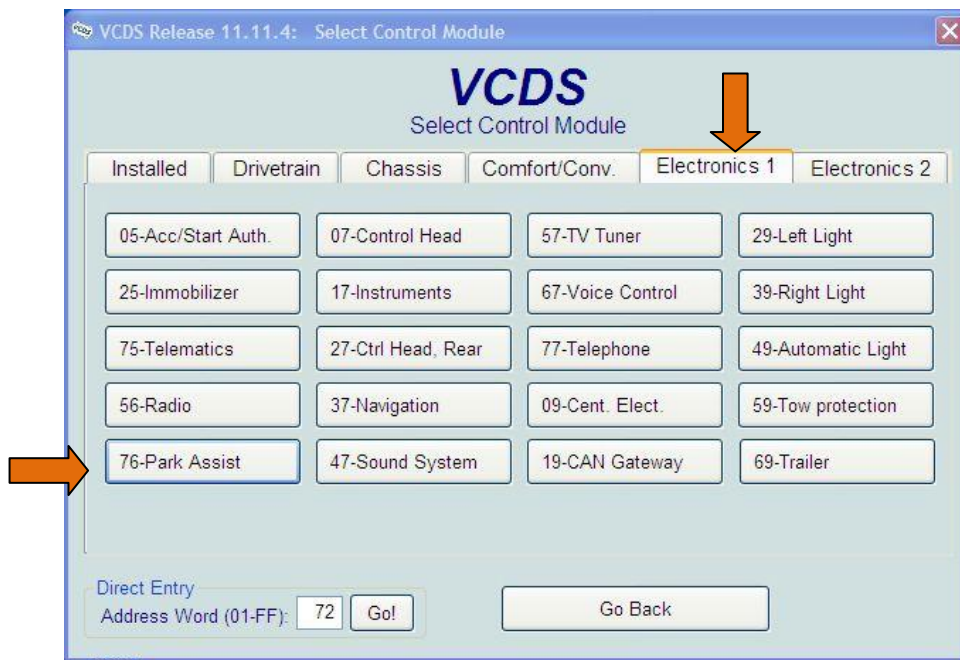 VCDS Release 11.11.4: Select Control Module
VCDS
Select Control Module
Installed Drivetrain Chassis Comfort/Conv. Electronics 1 Electronics 2
05-Acc/Start Auth. 07-Control Head 57-TV Tuner 29-Left Light
25-Immobilizer 17-Instruments 67-Voice Control 39-Right Light
75-Telematics 27-Ctrl Head, Rear 77-Telephone 49-Automatic Light
56-Radio 37-Navigation 09-Cent. Elect. 59-Tow protection
76-Park Assist 47-Sound System 19-CAN Gateway 69-Trailer
Direct Entry
Address Word (01-FF): 72 Go! Go Back